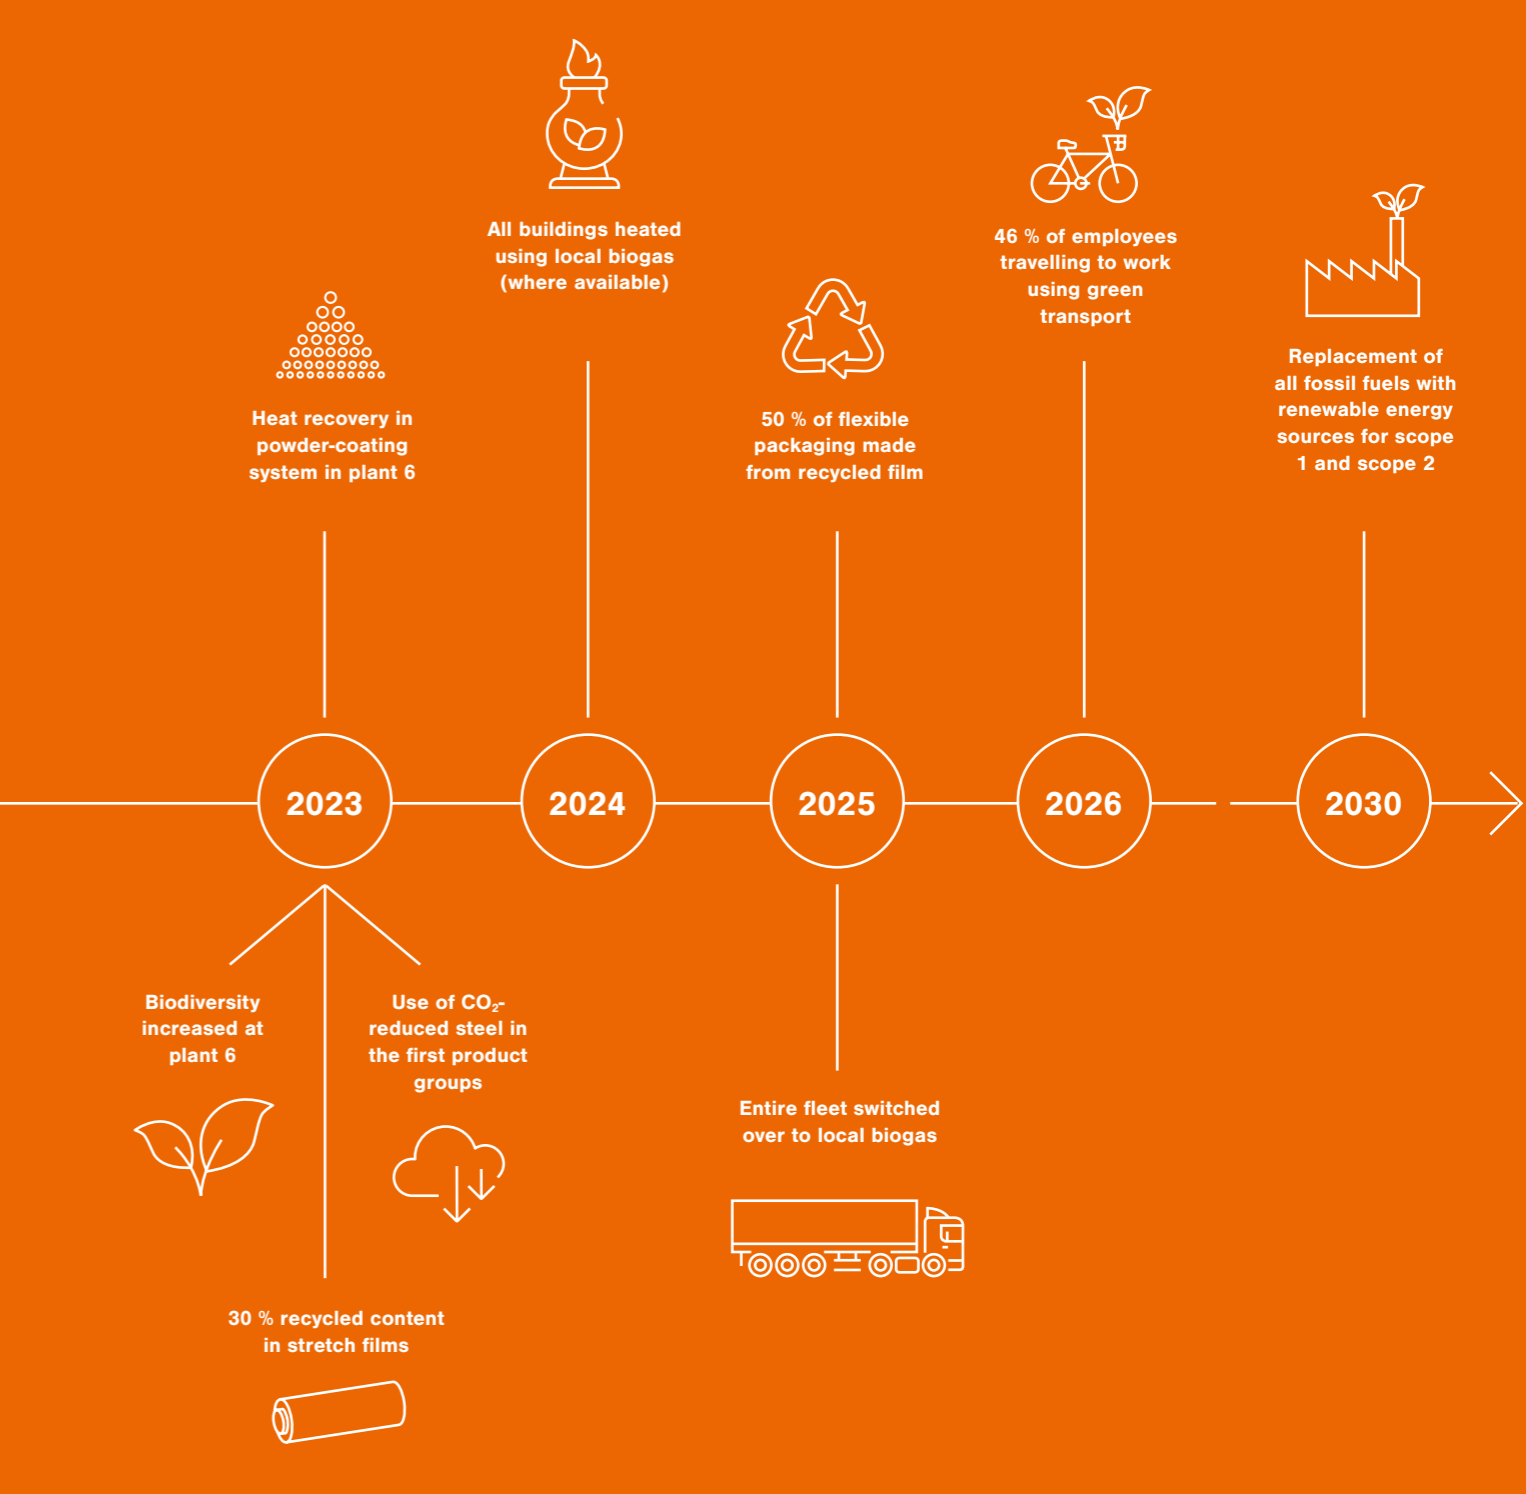 All buildings heated
using local biogas
(where available)
46 % of employees
travelling to work
using green
transport
Replacement of
all fossil fuels with
renewable energy
sources for scope
1 and scope 2
Heat recovery in
powder-coating
system in plant 6
50 % of flexible
packaging made
from recycled film
2023
2024
2025
2026
2030
Biodiversity
increased at
plant 6
Use of CO₂-
reduced steel in
the first product
groups
Entire fleet switched
over to local biogas
30 % recycled content
in stretch films